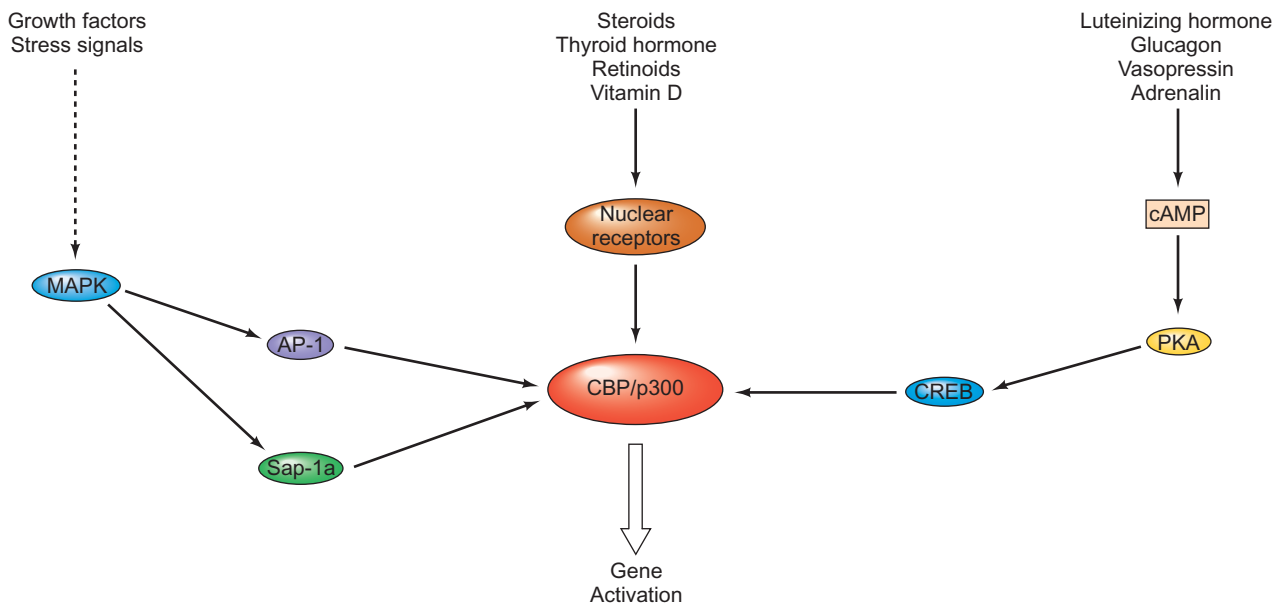 Growth factors
Stress signals
Steroids
Thyroid hormone
Retinoids
Vitamin D
Luteinizing hormone
Glucagon
Vasopressin
Adrenalin
Nuclear
receptors
cAMP
MAPK
AP-1
PKA
CBP/p300
CREB
Sap-1a
Gene
Activation